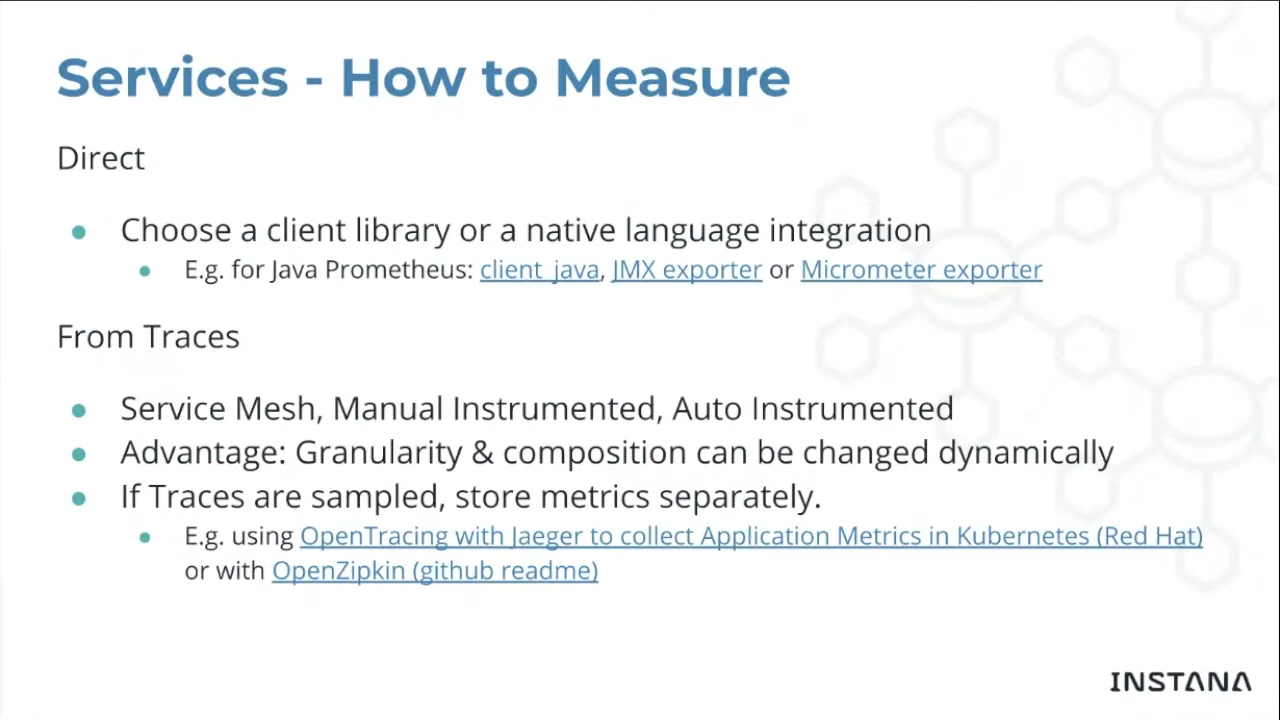 Services - How to Measure
Direct
● Choose a client library or a native language integration
● E.g. for Java Prometheus: client_java, JMX exporter or Micrometer exporter
From Traces
● Service Mesh, Manual Instrumented, Auto Instrumented
● Advantage: Granularity & composition can be changed dynamically
● If Traces are sampled, store metrics separately.
● E.g. using OpenTracing with Jaeger to collect Application Metrics in Kubernetes (Red Hat)
or with OpenZipkin (github readme)
INSTANA